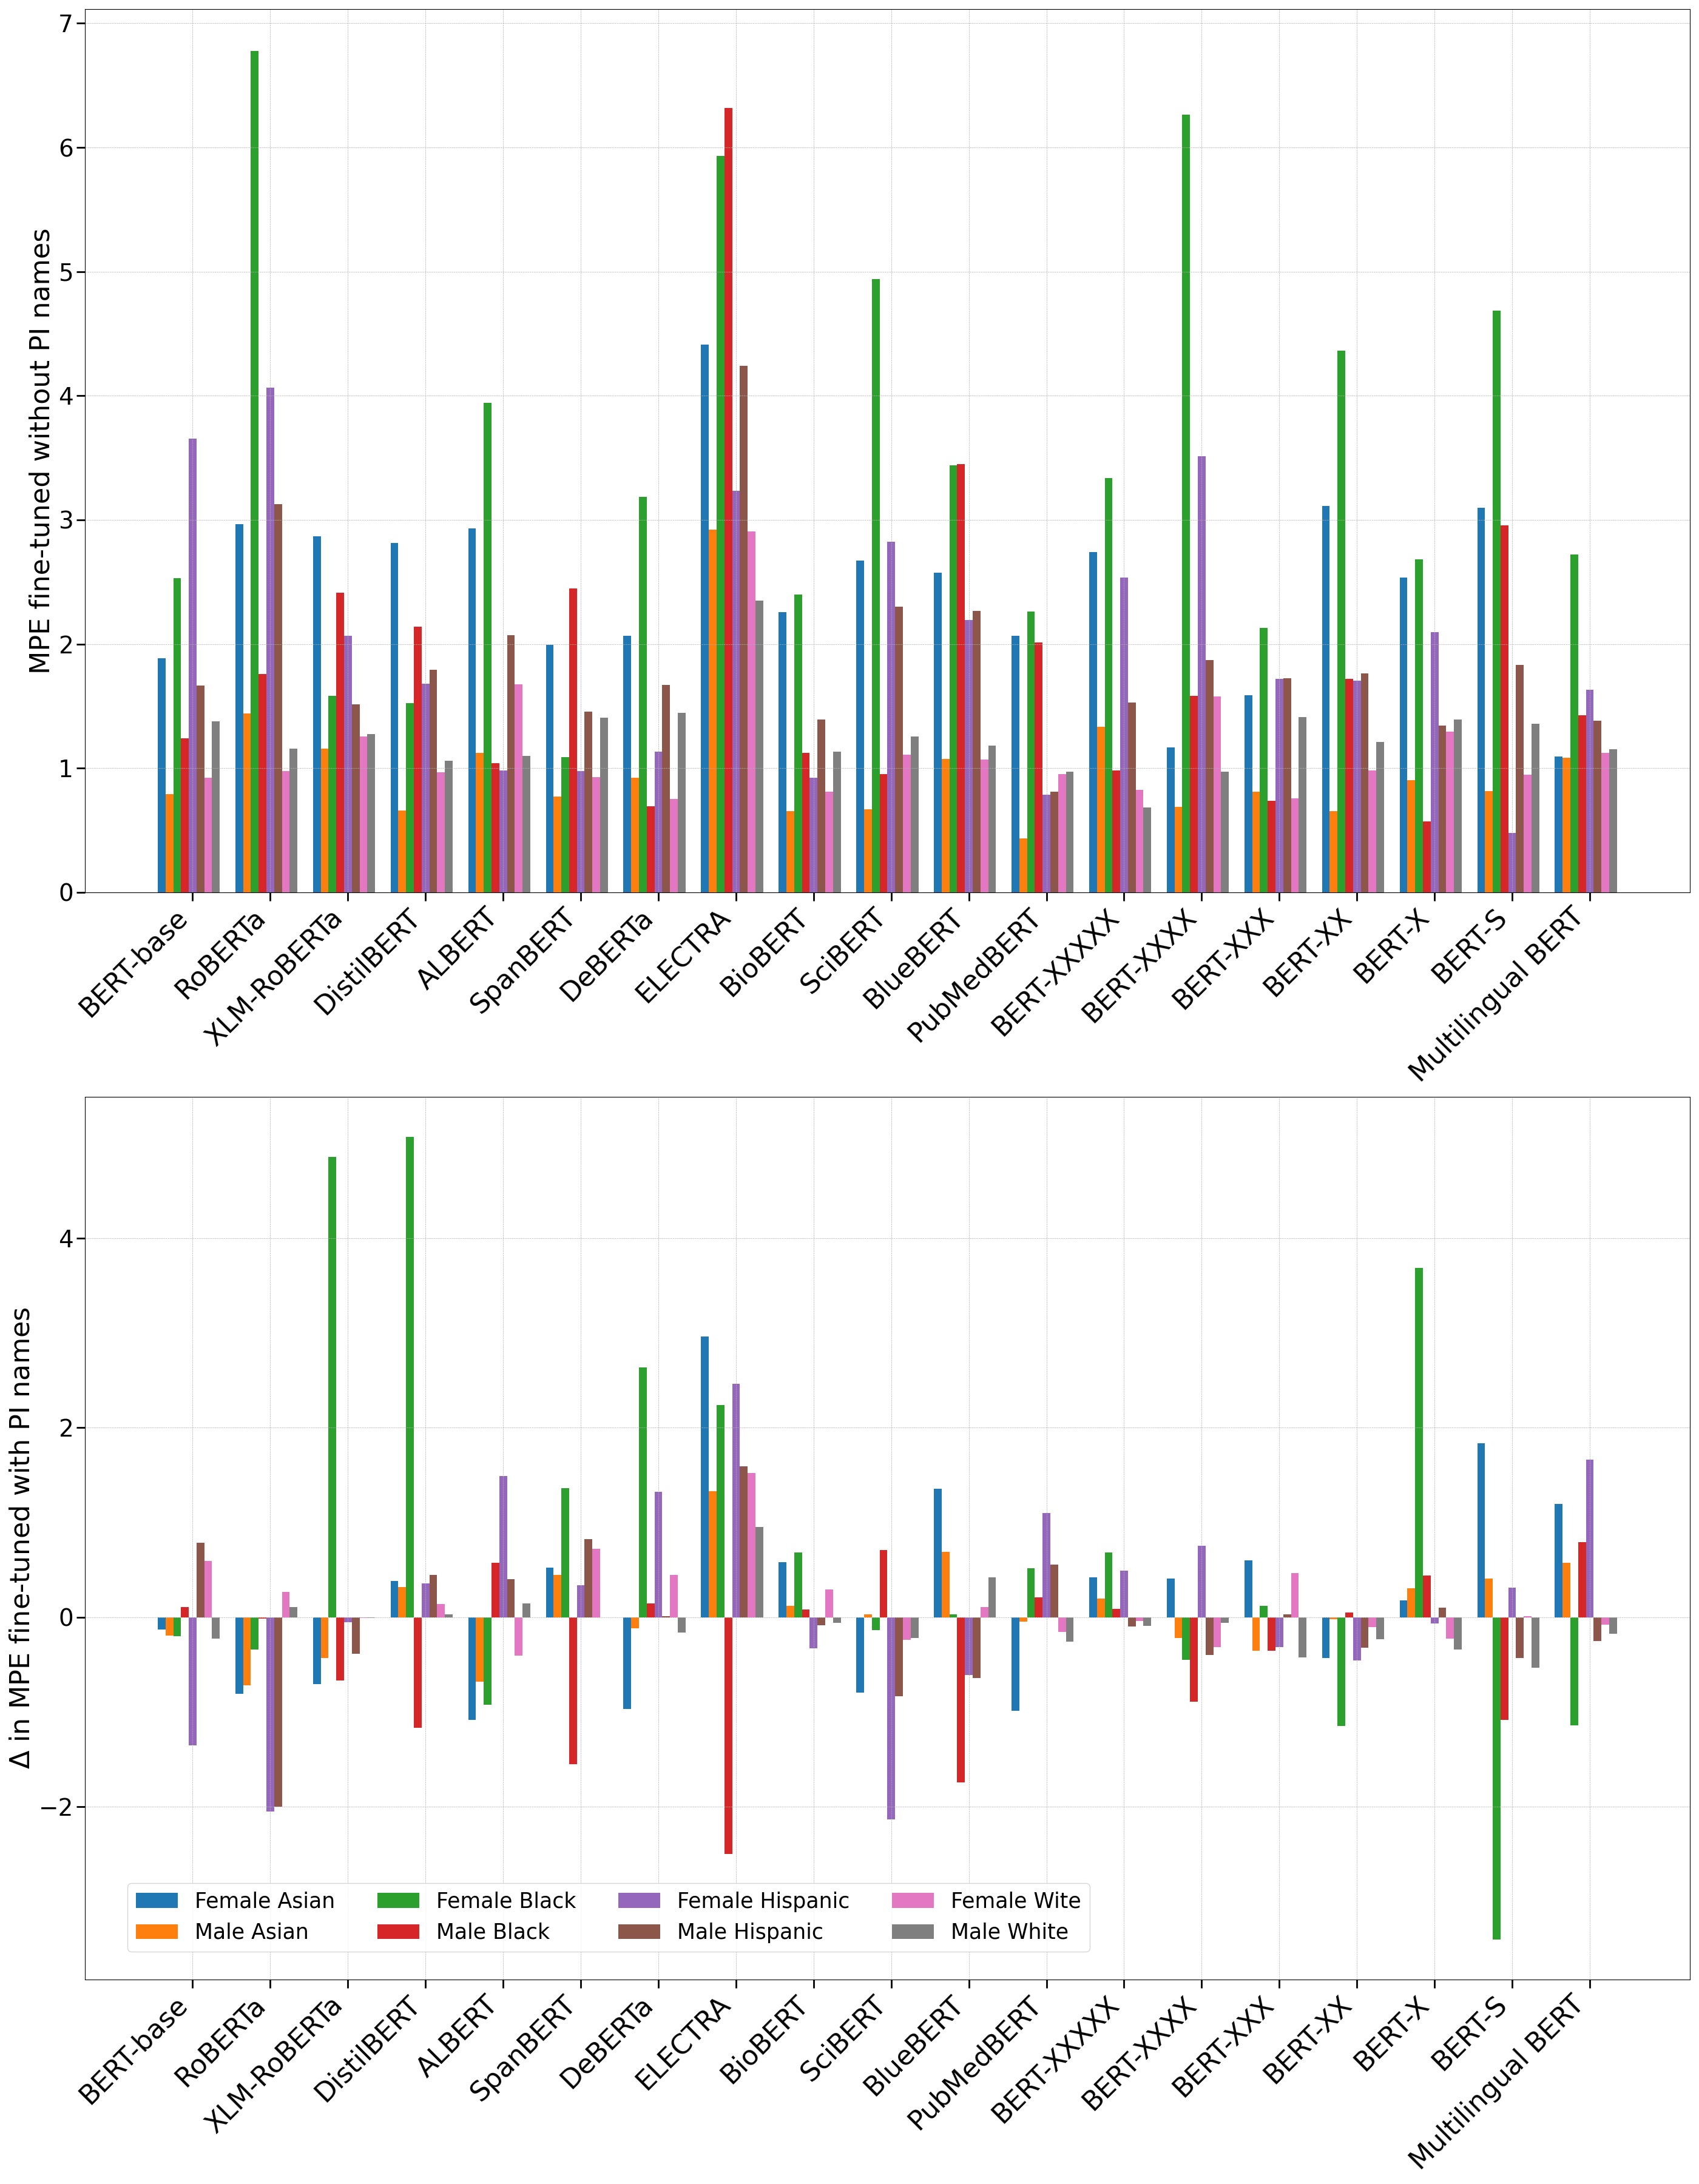 MPE fine-tuned without PI names
7
6
5
4
3
2
1
0
BERT-base
RoBERTa
XLM-RoBERTa
DistilBERT
ALBERT
SpanBERT
DeBERTa
ELECTRA
BioBERT
SciBERT
BlueBERT
PubMedBERT
BERT-XXXXX
BERT-XXXX
BERT-XXX
BERT-XX
BERT-X
BERT-S
Multilingual BERT
Δ in MPE fine-tuned with PI names
4
2
0
−2
Female Asian
Male Asian
Female Black
Male Black
Female Hispanic
Male Hispanic
Female Wite
Male White
BERT-base
RoBERTa
XLM-RoBERTa
DistilBERT
ALBERT
SpanBERT
DeBERTa
ELECTRA
BioBERT
SciBERT
BlueBERT
PubMedBERT
BERT-XXXXX
BERT-XXXX
BERT-XXX
BERT-XX
BERT-X
BERT-S
Multilingual BERT